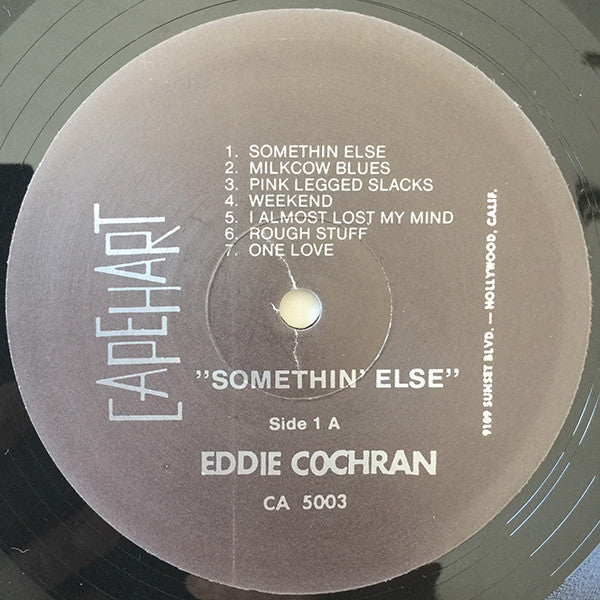 1. SOMETHIN ELSE
2. MILKCOW BLUES
3. PINK LEGGED SLACKS
4. WEEKEND
5. I ALMOST LOST MY MIND
6. ROUGH STUFF
7. ONE LOVE
CAPEHART
9109 SUNSET BLVD. — HOLLYWOOD, CALIF.
"SOMETHIN' ELSE"
Side 1 A
EDDIE COCHRAN
CA 5003